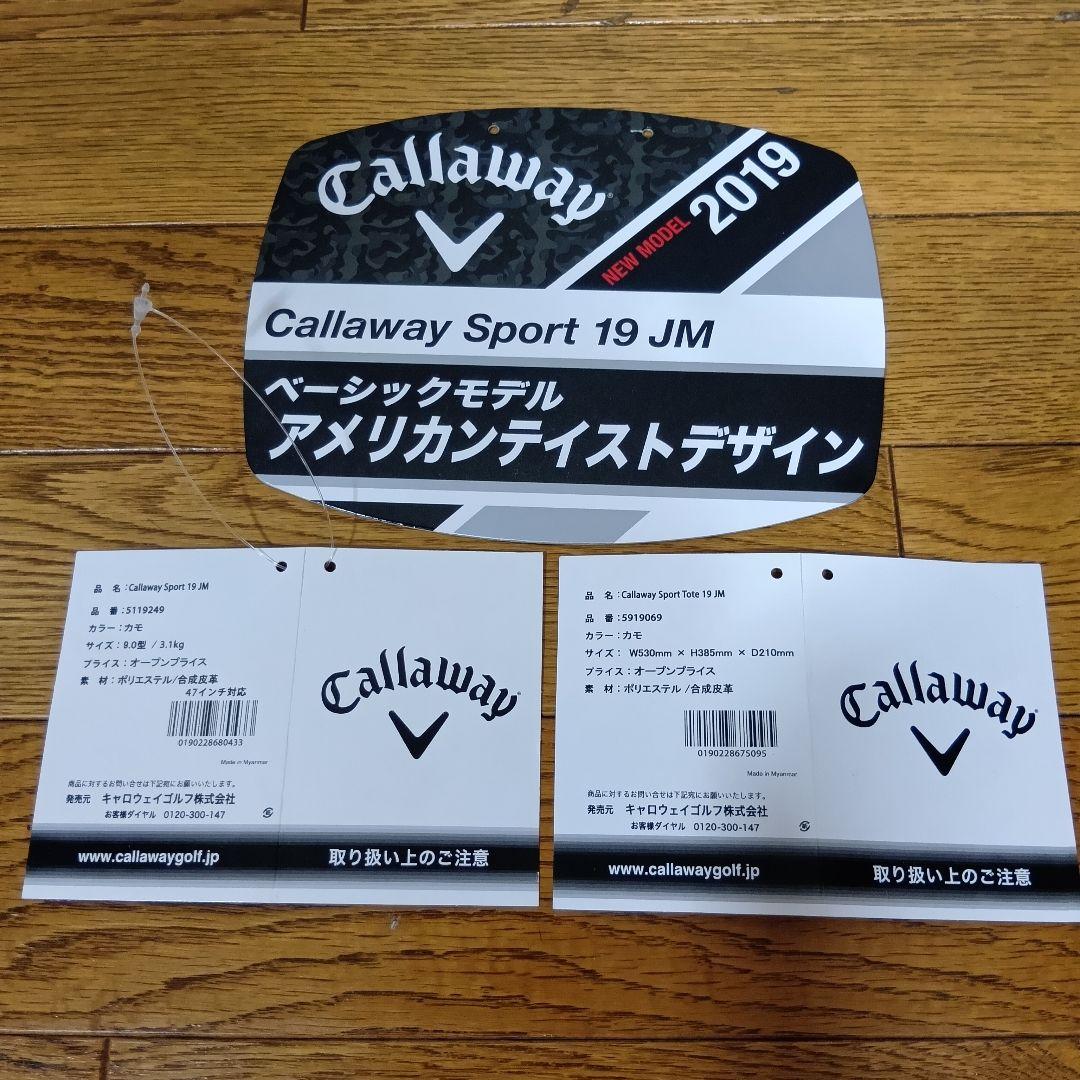 Callaway
NEW MODEL 2019
Callaway Sport 19 JM
ベーシックモデル
アメリカンテイストデザイン
品 名:Callaway Sport 19 JM
品 番:5119249
カラー:カモ
サイズ:9.0型 / 3.1kg
プライス:オープンプライス
素 材:ポリエステル/合成皮革
47インチ対応
0190228680433
Made in Myanmar
商品に対するお問い合せは下記宛にお願いいたします。
発売元 キャロウェイゴルフ株式会社
お客様ダイヤル 0120-300-147
www.callawaygolf.jp
Callaway
取り扱い上のご注意
品 名:Callaway Sport Tote 19 JM
品 番:5919069
カラー:カモ
サイズ: W530mm × H385mm × D210mm
プライス:オープンプライス
素 材:ポリエステル/合成皮革
0190228675095
Made in Myanmar
商品に対するお問い合せは下記宛にお願いいたします。
発売元 キャロウェイゴルフ株式会社
お客様ダイヤル 0120-300-147
www.callawaygolf.jp
Callaway
取り扱い上のご注意